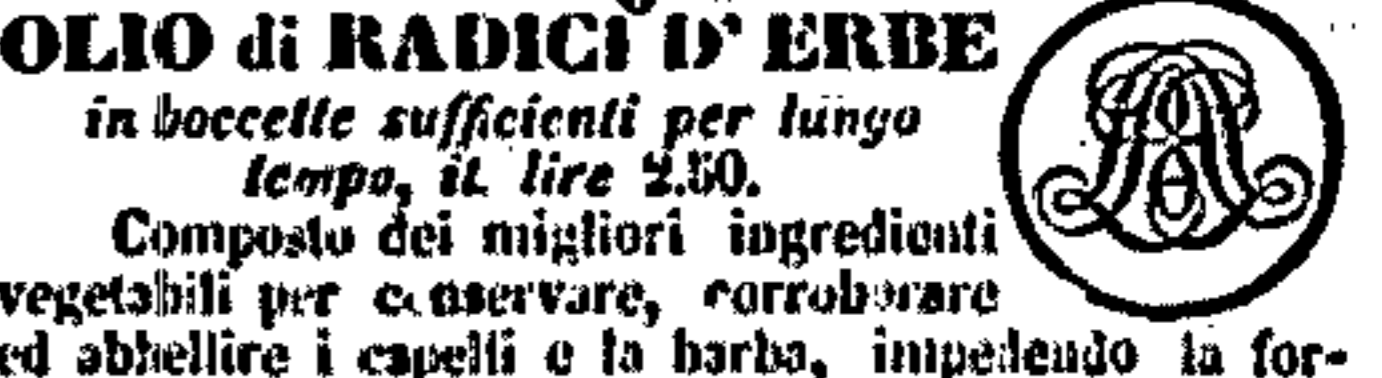 OLIO di RADICI D' ERBE
in boccette sufficienti per lungo
tempo, it. lire 2.50.
Composto dei migliori ingredienti
vegetabili per conservare, corroborare
ed abbellire i capelli e la barba, impedendo la for-